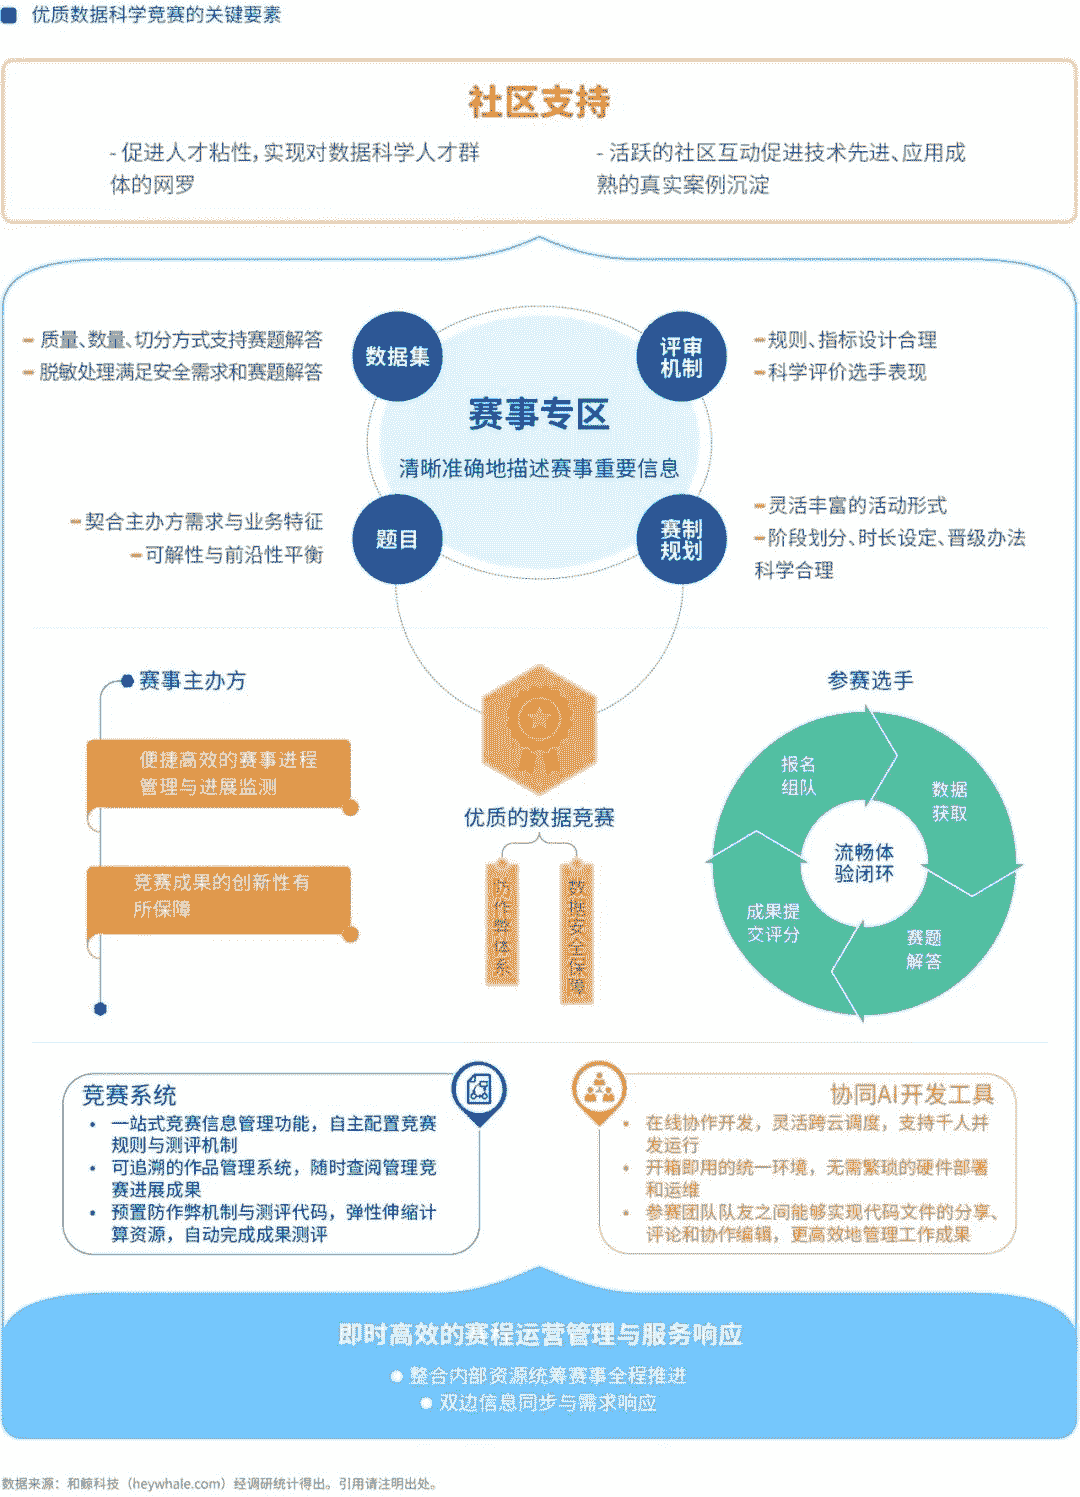 优质数据科学竞赛的关键要素
社区支持
- 促进人才粘性，实现对数据科学人才群
体的网罗
- 活跃的社区互动促进技术先进、应用成
熟的真实案例沉淀
质量、数量、切分方式支持赛题解答
脱敏处理满足安全需求和赛题解答
数据集
评审
机制
规则、指标设计合理
科学评价选手表现
赛事专区
清晰准确地描述赛事重要信息
契合主办方需求与业务特征
可解性与前沿性平衡
题目
赛制
规划
灵活丰富的活动形式
阶段划分、时长设定、晋级办法
科学合理
赛事主办方
便捷高效的赛事进程
管理与进展监测
竞赛成果的创新性有
所保障
优质的数据竞赛
防作弊体系
数据安全保障
参赛选手
报名
组队
数据
获取
流畅体
验闭环
成果提
交评分
赛题
解答
竞赛系统
• 一站式竞赛信息管理功能，自主配置竞赛
规则与测评机制
• 可追溯的作品管理系统，随时查阅管理竞
赛进展成果
• 预置防作弊机制与测评代码，弹性伸缩计
算资源，自动完成成果测评
协同AI开发工具
• 在线协作开发，灵活跨云调度，支持千人并
发运行
• 开箱即用的统一环境，无需繁琐的硬件部署
和运维
• 参赛团队队友之间能够实现代码文件的分享、
评论和协作编辑，更高效地管理工作成果
即时高效的赛程运营管理与服务响应
● 整合内部资源统筹赛事全程推进
● 双边信息同步与需求响应
数据来源：和鲸科技（heywhale.com）经调研统计得出。引用请注明出处。